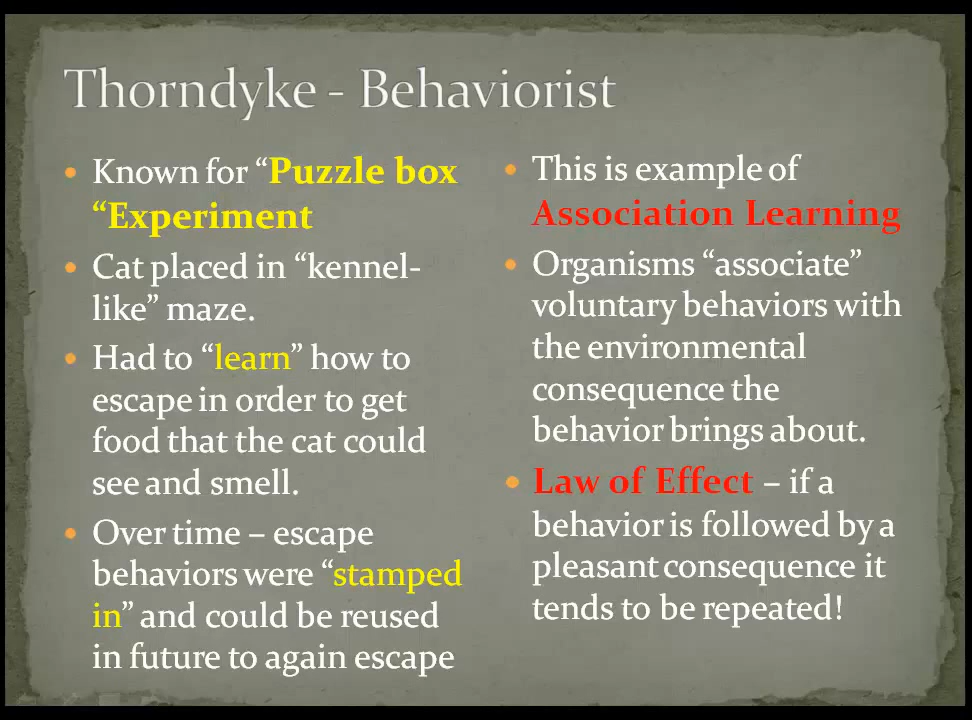 Thorndyke - Behaviorist
• Known for “Puzzle box
“Experiment
• Cat placed in “kennel-
like” maze.
• Had to “learn” how to
escape in order to get
food that the cat could
see and smell.
• Over time – escape
behaviors were “stamped
in” and could be reused
in future to again escape
• This is example of
Association Learning
• Organisms “associate”
voluntary behaviors with
the environmental
consequence the
behavior brings about.
• Law of Effect – if a
behavior is followed by a
pleasant consequence it
tends to be repeated!